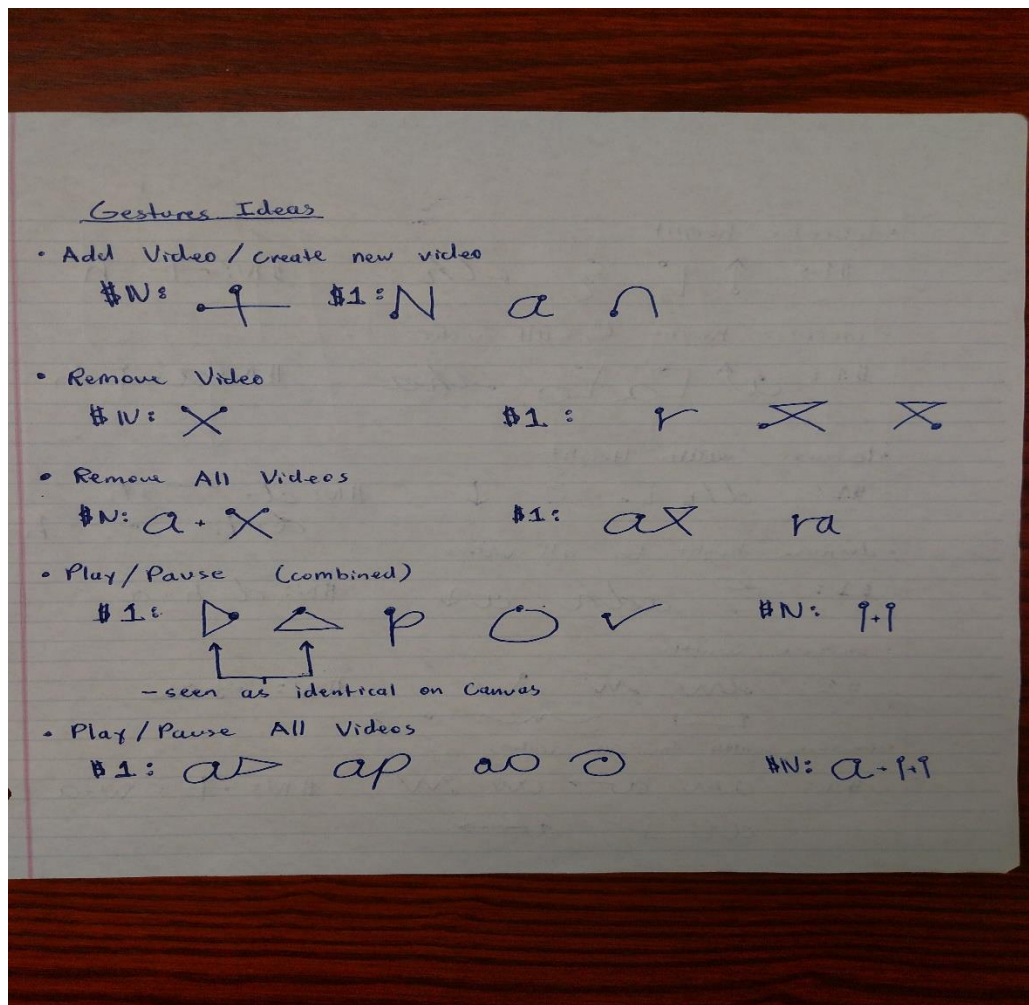 Gestures Ideas
• Add Video / create new video
$N: $1: N a
• Remove Video
$N: $1: r
• Remove All Videos
$N: a + X $1: ra
• Play/Pause (combined)
$1: p $N:
- seen as identical on Canvas
• Play/Pause All Videos
$1: a▷ ap ao $N: a